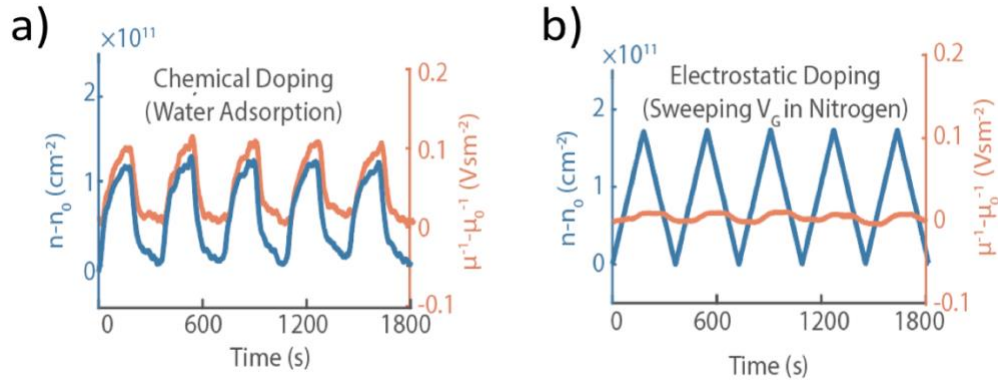 a)
×10¹¹
Chemical Doping
(Water Adsorption)
n-n₀ (cm⁻²)
2
1
0
0.2
0.1
0
-0.1
μ⁻¹-μ₀⁻¹ (Vsm⁻²)
0
600
1200
1800
Time (s)
b)
×10¹¹
Electrostatic Doping
(Sweeping V_G in Nitrogen)
n-n₀ (cm⁻²)
2
1
0
0.2
0.1
0
-0.1
μ⁻¹-μ₀⁻¹ (Vsm⁻²)
0
600
1200
1800
Time (s)